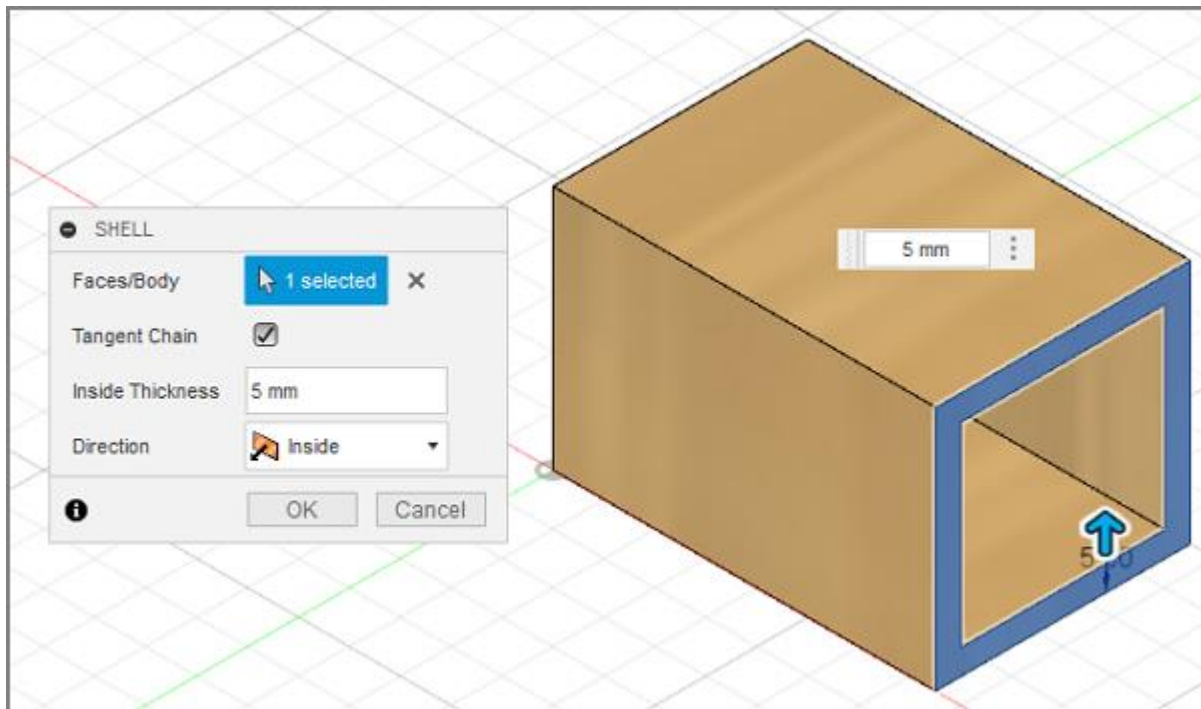 SHELL
Faces/Body 1 selected
Tangent Chain
Inside Thickness 5 mm
Direction Inside
OK Cancel
5 mm